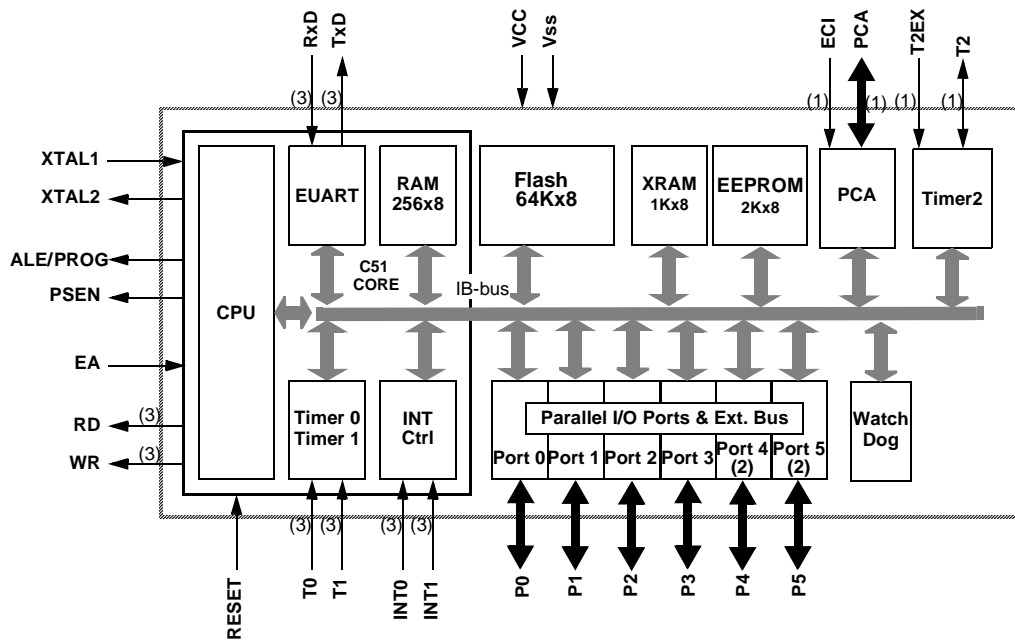 RxD
TxD
VCC
Vss
ECI
PCA
T2EX
T2
(3)
(3)
(1)
(1)
(1)
(1)
XTAL1
XTAL2
ALE/PROG
PSEN
EA
RD
(3)
WR
(3)
CPU
EUART
RAM
256x8
Flash
64Kx8
XRAM
1Kx8
EEPROM
2Kx8
PCA
Timer2
C51
CORE
IB-bus
Timer 0
Timer 1
INT
Ctrl
Parallel I/O Ports & Ext. Bus
Port 0
Port 1
Port 2
Port 3
Port 4
(2)
Port 5
(2)
Watch
Dog
(3)
(3)
(3)
(3)
RESET
T0
T1
INT0
INT1
P0
P1
P2
P3
P4
P5